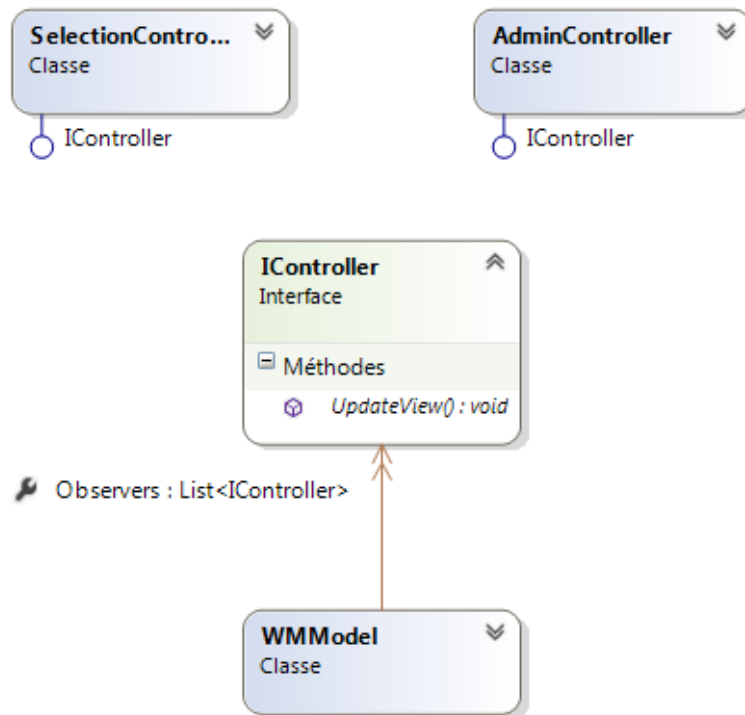 SelectionContro...
Classe
IController
AdminController
Classe
IController
IController
Interface
Méthodes
UpdateView() : void
Observers : List<IController>
WMModel
Classe